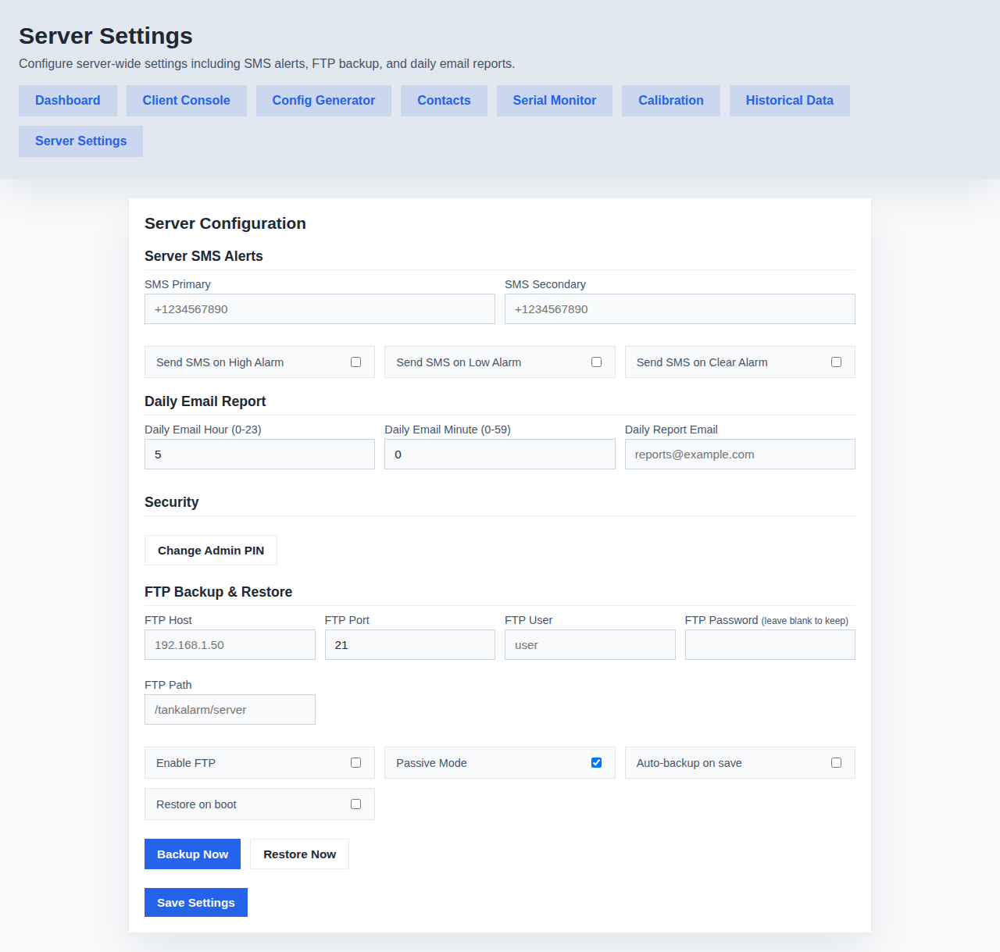 Server Settings
Configure server-wide settings including SMS alerts, FTP backup, and daily email reports.
Dashboard Client Console Config Generator Contacts Serial Monitor Calibration Historical Data
Server Settings
Server Configuration
Server SMS Alerts
SMS Primary SMS Secondary
+1234567890 +1234567890
Send SMS on High Alarm Send SMS on Low Alarm Send SMS on Clear Alarm
Daily Email Report
Daily Email Hour (0-23) Daily Email Minute (0-59) Daily Report Email
5 0 reports@example.com
Security
Change Admin PIN
FTP Backup & Restore
FTP Host FTP Port FTP User FTP Password (leave blank to keep)
192.168.1.50 21 user
FTP Path
/tankalarm/server
Enable FTP Passive Mode Auto-backup on save
Restore on boot
Backup Now Restore Now
Save Settings